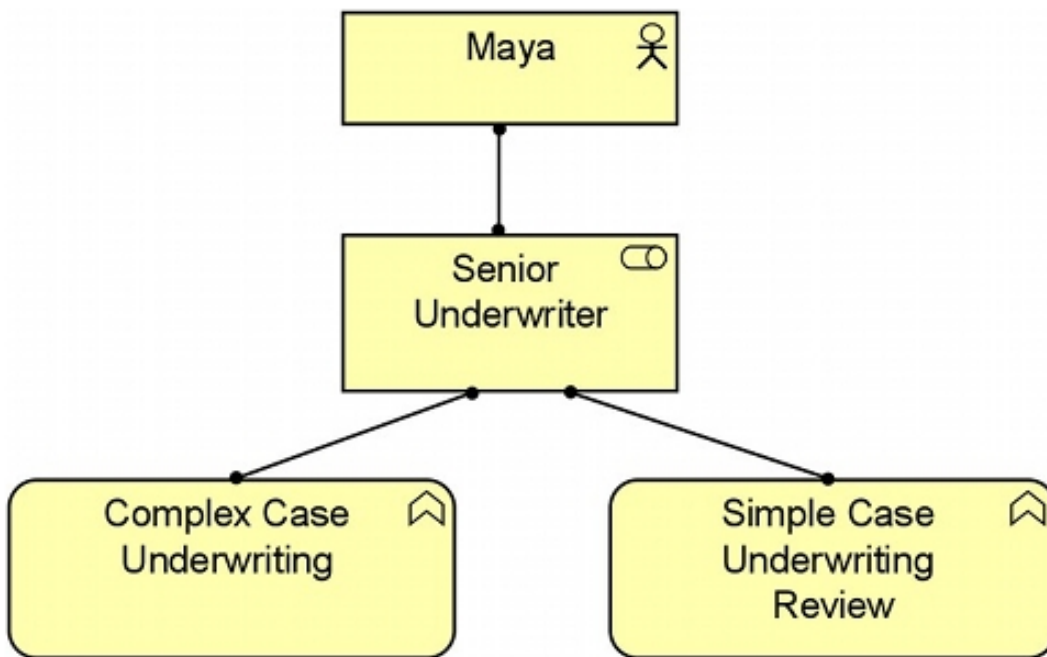 Maya
Senior
Underwriter
Complex Case
Underwriting
Simple Case
Underwriting
Review